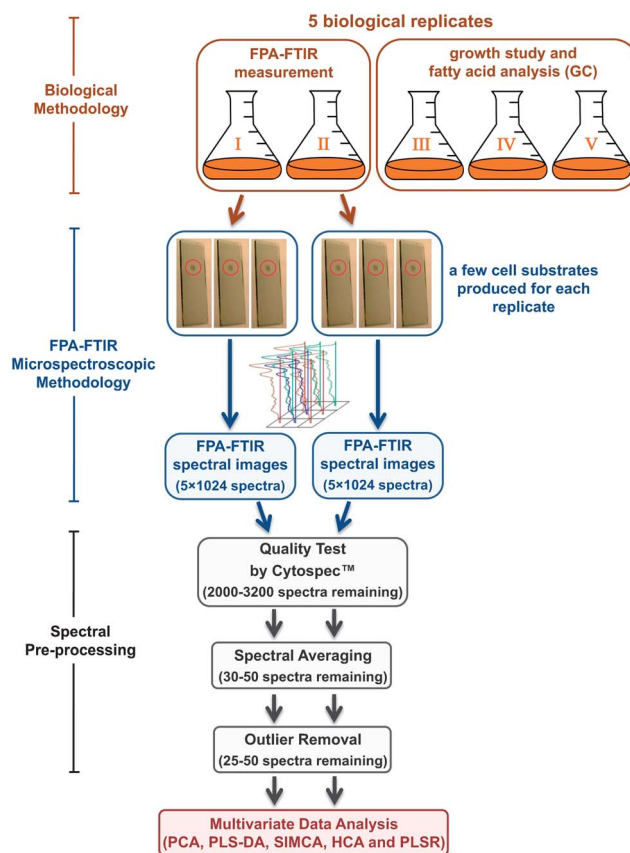 5 biological replicates
FPA-FTIR
measurement
growth study and
fatty acid analysis (GC)
Biological
Methodology
I
II
III
IV
V
a few cell substrates
produced for each
replicate
FPA-FTIR
Microspectroscopic
Methodology
FPA-FTIR
spectral images
(5×1024 spectra)
FPA-FTIR
spectral images
(5×1024 spectra)
Quality Test
by Cytospec™
(2000-3200 spectra remaining)
Spectral
Pre-processing
Spectral Averaging
(30-50 spectra remaining)
Outlier Removal
(25-50 spectra remaining)
Multivariate Data Analysis
(PCA, PLS-DA, SIMCA, HCA and PLSR)